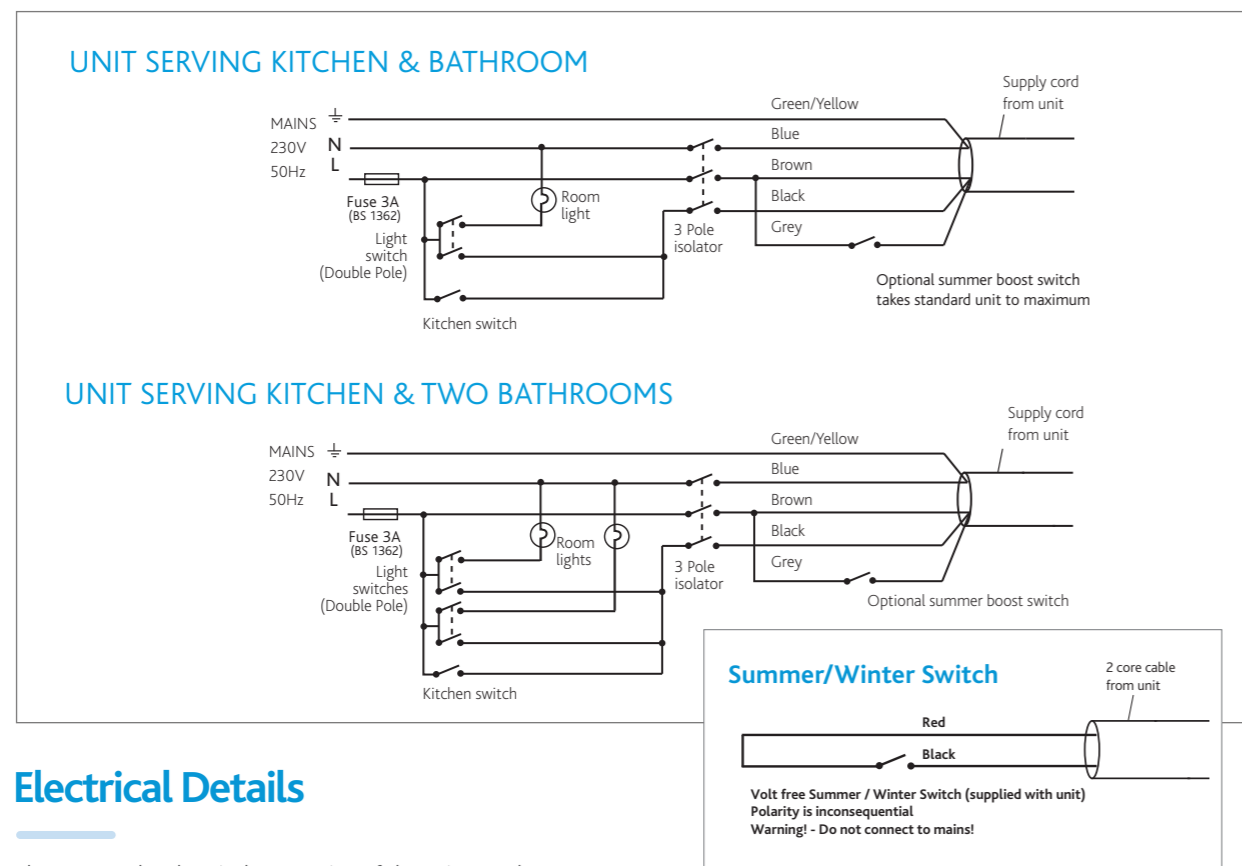 UNIT SERVING KITCHEN & BATHROOM
Supply cord
from unit
MAINS
230V N
50Hz L
Green/Yellow
Blue
Brown
Black
Grey
Fuse 3A
(BS 1362)
Light
switch
(Double Pole)
Room
light
3 Pole
isolator
Kitchen switch
Optional summer boost switch
takes standard unit to maximum
UNIT SERVING KITCHEN & TWO BATHROOMS
Supply cord
from unit
MAINS
230V N
50Hz L
Green/Yellow
Blue
Brown
Black
Grey
Fuse 3A
(BS 1362)
Light
switches
(Double Pole)
Room
lights
3 Pole
isolator
Kitchen switch
Optional summer boost switch
Summer/Winter Switch
2 core cable
from unit
Red
Black
Volt free Summer / Winter Switch (supplied with unit)
Polarity is inconsequential
Warning! - Do not connect to mains!
Electrical Details